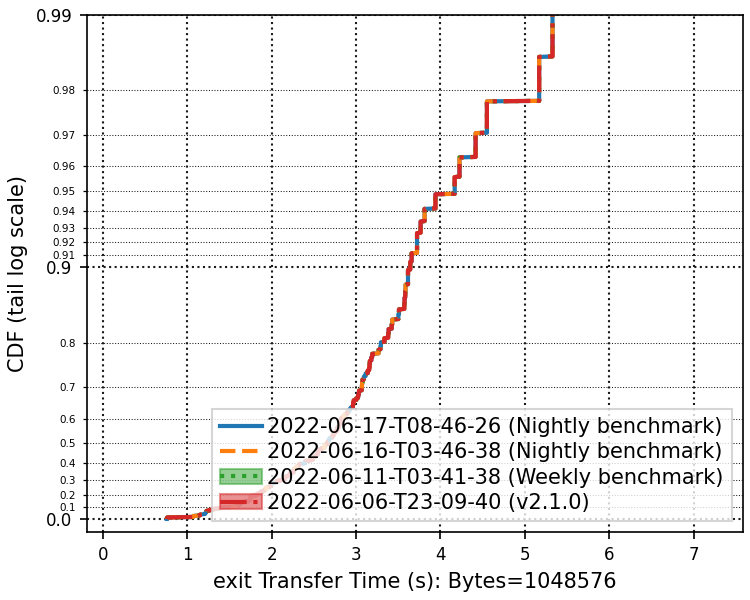 0.99
0.98
0.97
0.96
0.95
0.94
0.93
0.92
0.91
0.9
0.8
0.7
0.6
0.5
0.4
0.3
0.2
0.1
0.0
CDF (tail log scale)
2022-06-17-T08-46-26 (Nightly benchmark)
2022-06-16-T03-46-38 (Nightly benchmark)
2022-06-11-T03-41-38 (Weekly benchmark)
2022-06-06-T23-09-40 (v2.1.0)
0 1 2 3 4 5 6 7
exit Transfer Time (s): Bytes=1048576